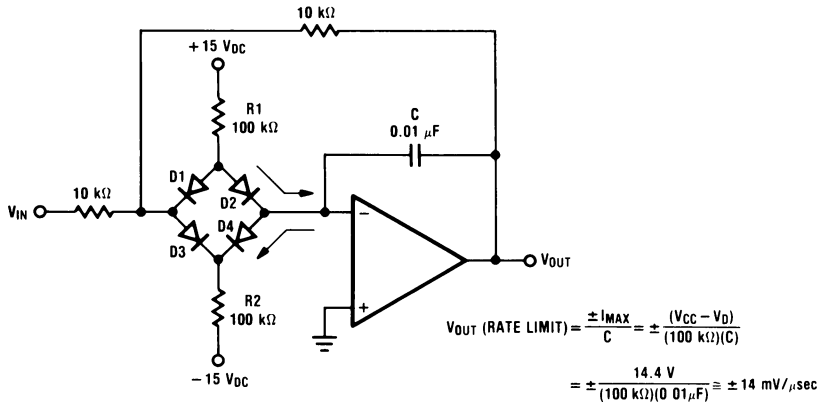 10 kΩ
+15 VDC
R1
100 kΩ
C
0.01 μF
D1
D2
10 kΩ
VIN
D3
D4
−
+
VOUT
R2
100 kΩ
−15 VDC
VOUT (RATE LIMIT) = ±IMAX / C = ± (VCC − VD) / (100 kΩ)(C)
= ± 14.4 V / (100 kΩ)(0 01μF) ≅ ±14 mV/μsec